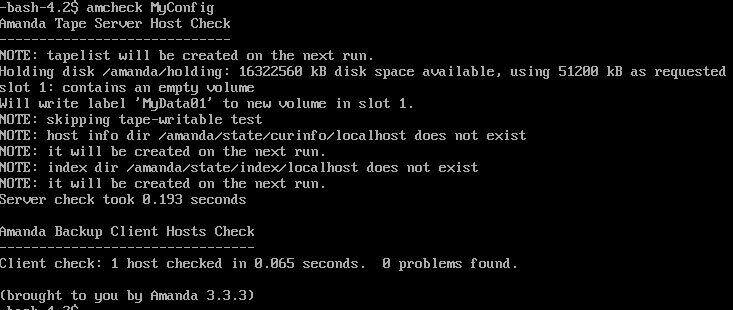 -bash-4.2$ amcheck MyConfig
Amanda Tape Server Host Check
-----------------------------
NOTE: tapelist will be created on the next run.
Holding disk /amanda/holding: 16322560 kB disk space available, using 51200 kB as requested
slot 1: contains an empty volume
Will write label 'MyData01' to new volume in slot 1.
NOTE: skipping tape-writable test
NOTE: host info dir /amanda/state/curinfo/localhost does not exist
NOTE: it will be created on the next run.
NOTE: index dir /amanda/state/index/localhost does not exist
NOTE: it will be created on the next run.
Server check took 0.193 seconds
Amanda Backup Client Hosts Check
--------------------------------
Client check: 1 host checked in 0.065 seconds.  0 problems found.
(brought to you by Amanda 3.3.3)
-bash-4.2$